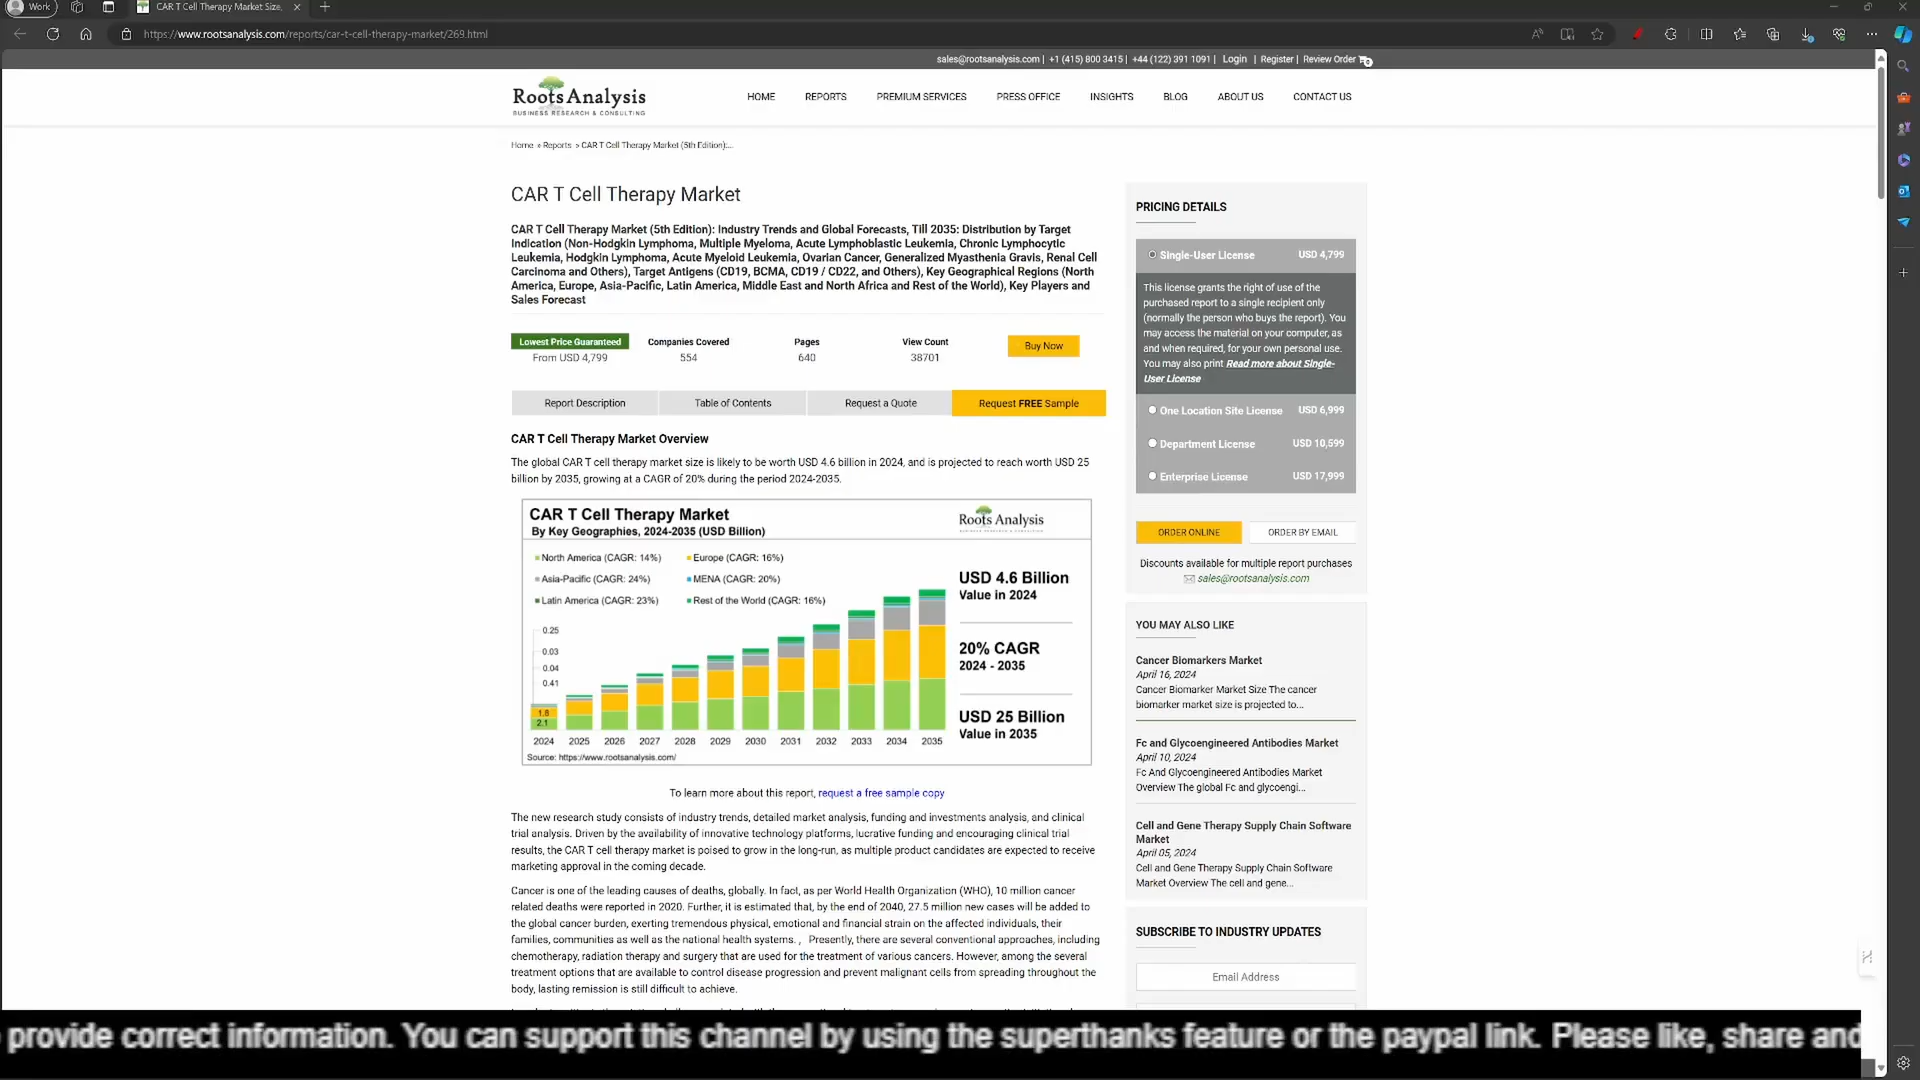 Work
CAR T Cell Therapy Market Size,
https://www.rootsanalysis.com/reports/car-t-cell-therapy-market/269.html
sales@rootsanalysis.com | +1 (415) 800 3415 | +44 (122) 391 1091 | Login | Register | Review Order 0
Roots Analysis
BUSINESS RESEARCH & CONSULTING
HOME REPORTS PREMIUM SERVICES PRESS OFFICE INSIGHTS BLOG ABOUT US CONTACT US
Home » Reports » CAR T Cell Therapy Market (5th Edition):...
CAR T Cell Therapy Market
CAR T Cell Therapy Market (5th Edition): Industry Trends and Global Forecasts, Till 2035: Distribution by Target
Indication (Non-Hodgkin Lymphoma, Multiple Myeloma, Acute Lymphoblastic Leukemia, Chronic Lymphocytic
Leukemia, Hodgkin Lymphoma, Acute Myeloid Leukemia, Ovarian Cancer, Generalized Myasthenia Gravis, Renal Cell
Carcinoma and Others), Target Antigens (CD19, BCMA, CD19 / CD22, and Others), Key Geographical Regions (North
America, Europe, Asia-Pacific, Latin America, Middle East and North Africa and Rest of the World), Key Players and
Sales Forecast
Lowest Price Guaranteed Companies Covered Pages View Count
From USD 4,799 554 640 38701
Buy Now
Report Description Table of Contents Request a Quote Request FREE Sample
CAR T Cell Therapy Market Overview
The global CAR T cell therapy market size is likely to be worth USD 4.6 billion in 2024, and is projected to reach worth USD 25
billion by 2035, growing at a CAGR of 20% during the period 2024-2035.
CAR T Cell Therapy Market
By Key Geographies, 2024-2035 (USD Billion)
Roots Analysis
BUSINESS RESEARCH & CONSULTING
North America (CAGR: 14%) Europe (CAGR: 16%)
Asia-Pacific (CAGR: 24%) MENA (CAGR: 20%)
Latin America (CAGR: 23%) Rest of the World (CAGR: 16%)
0.25
0.03
0.04
0.41
1.8
2.1
2024 2025 2026 2027 2028 2029 2030 2031 2032 2033 2034 2035
Source: https://www.rootsanalysis.com/
USD 4.6 Billion
Value in 2024
20% CAGR
2024 - 2035
USD 25 Billion
Value in 2035
To learn more about this report, request a free sample copy
The new research study consists of industry trends, detailed market analysis, funding and investments analysis, and clinical
trial analysis. Driven by the availability of innovative technology platforms, lucrative funding and encouraging clinical trial
results, the CAR T cell therapy market is poised to grow in the long-run, as multiple product candidates are expected to receive
marketing approval in the coming decade.
Cancer is one of the leading causes of deaths, globally. In fact, as per World Health Organization (WHO), 10 million cancer
related deaths were reported in 2020. Further, it is estimated that, by the end of 2040, 27.5 million new cases will be added to
the global cancer burden, exerting tremendous physical, emotional and financial strain on the affected individuals, their
families, communities as well as the national health systems. , Presently, there are several conventional approaches, including
chemotherapy, radiation therapy and surgery that are used for the treatment of various cancers. However, among the several
treatment options that are available to control disease progression and prevent malignant cells from spreading throughout the
body, lasting remission is still difficult to achieve.
PRICING DETAILS
Single-User License USD 4,799
This license grants the right of use of the
purchased report to a single recipient only
(normally the person who buys the report). You
may access the material on your computer, as
and when required, for your own personal use.
You may also print Read more about Single-
User License
One Location Site License USD 6,999
Department License USD 10,599
Enterprise License USD 17,999
ORDER ONLINE ORDER BY EMAIL
Discounts available for multiple report purchases
sales@rootsanalysis.com
YOU MAY ALSO LIKE
Cancer Biomarkers Market
April 16, 2024
Cancer Biomarker Market Size The cancer
biomarker market size is projected to...
Fc and Glycoengineered Antibodies Market
April 10, 2024
Fc And Glycoengineered Antibodies Market
Overview The global Fc and glycoengi...
Cell and Gene Therapy Supply Chain Software
Market
April 05, 2024
Cell and Gene Therapy Supply Chain Software
Market Overview The cell and gene...
SUBSCRIBE TO INDUSTRY UPDATES
Email Address
provide correct information. You can support this channel by using the superthanks feature or the paypal link. Please like, share and